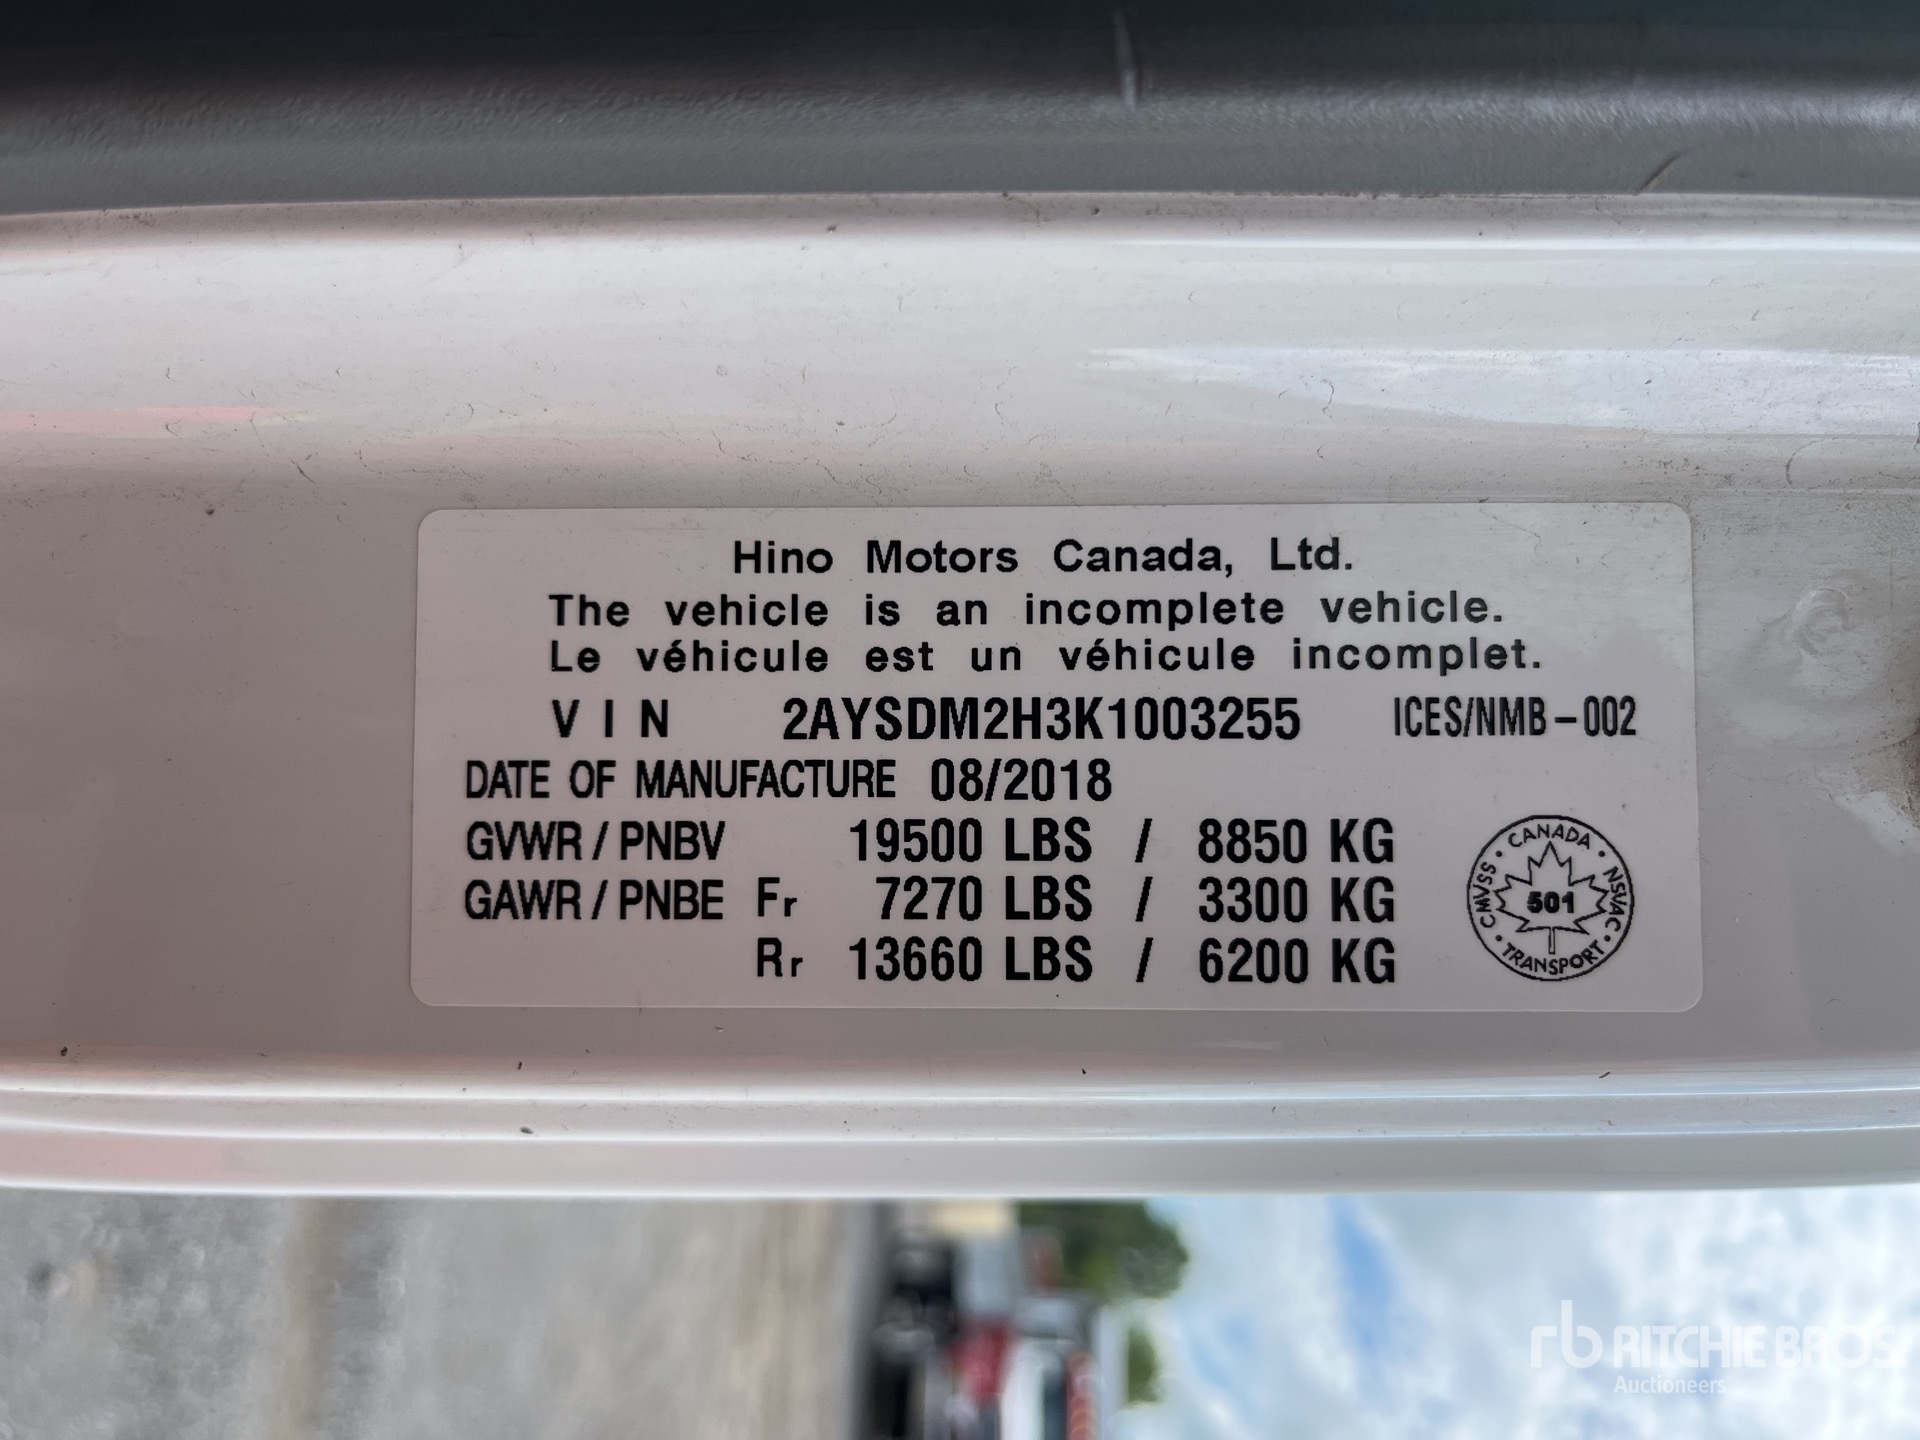 Hino Motors Canada, Ltd.
The vehicle is an incomplete vehicle.
Le véhicule est un véhicule incomplet.
VIN 2AYSDM2H3K1003255 ICES/NMB-002
DATE OF MANUFACTURE 08/2018
GVWR / PNBV 19500 LBS / 8850 KG
GAWR / PNBE Fr 7270 LBS / 3300 KG
Rr 13660 LBS / 6200 KG
CANADA
CMVSS 501 NSVAC
TRANSPORT
rb RITCHIE BROS
Auctioneers